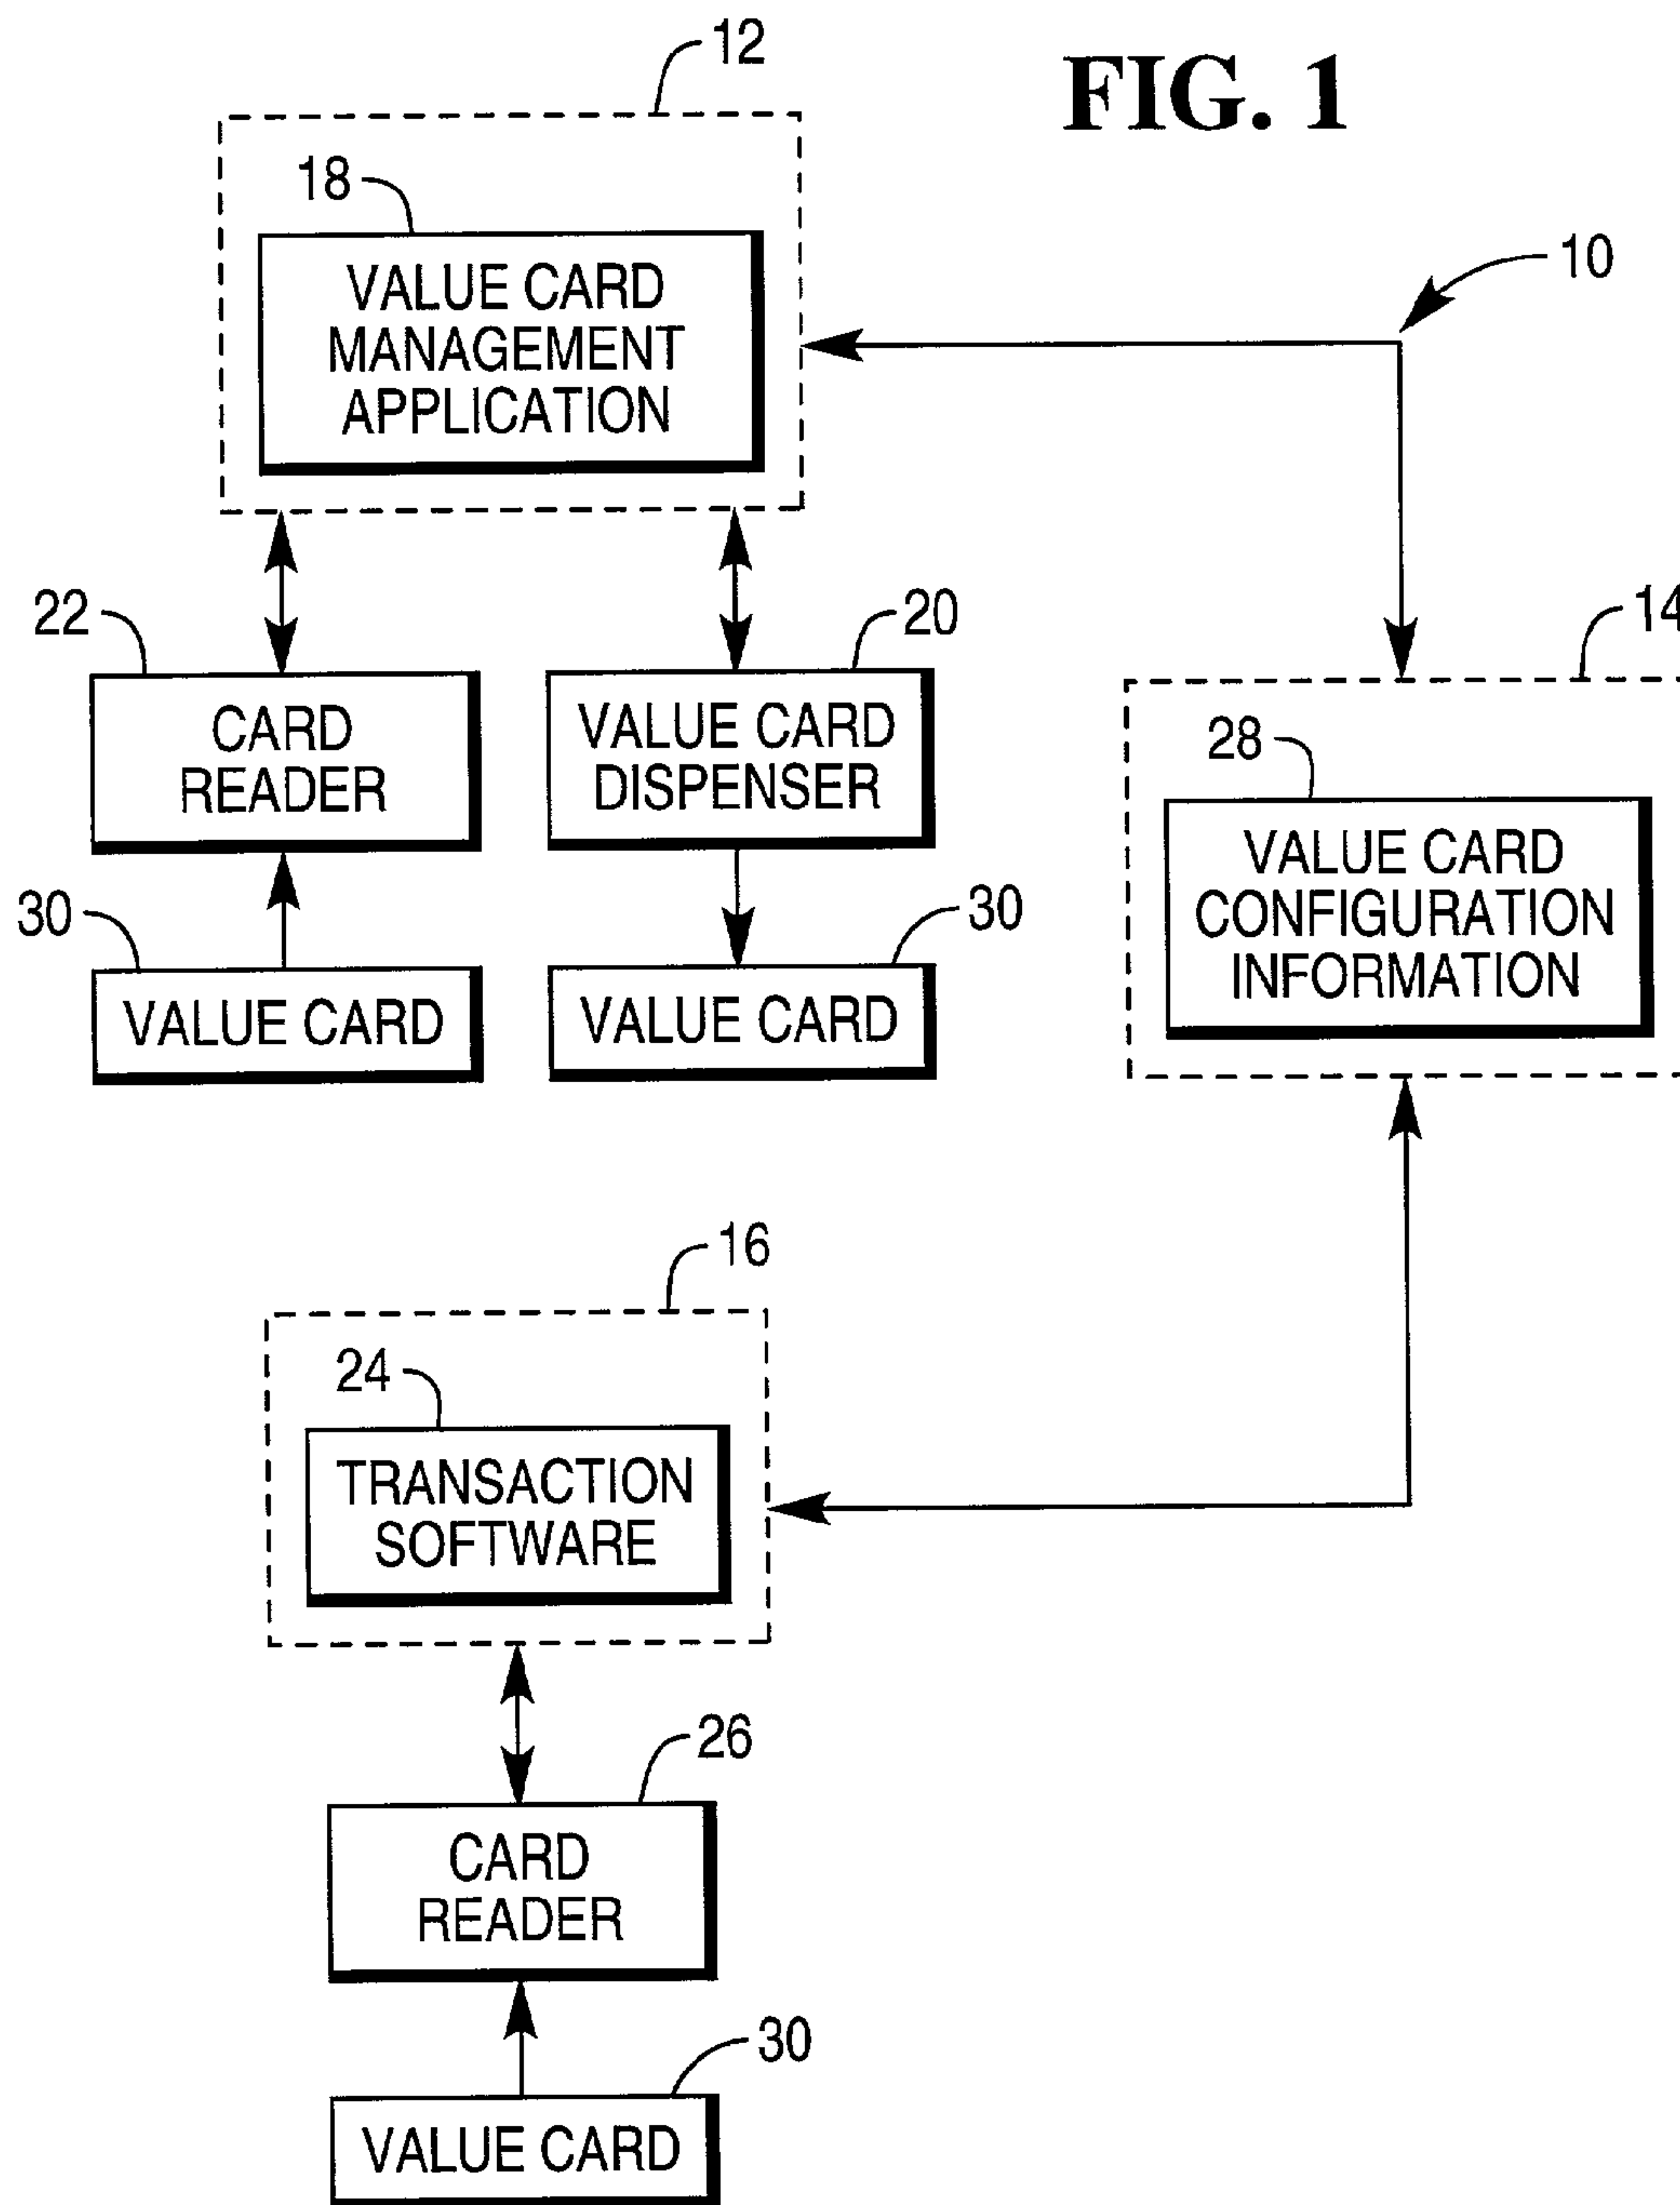 FIG. 1
12
18
VALUE CARD
MANAGEMENT
APPLICATION
10
22
CARD
READER
20
VALUE CARD
DISPENSER
14
28
VALUE CARD
CONFIGURATION
INFORMATION
30
VALUE CARD
30
VALUE CARD
16
24
TRANSACTION
SOFTWARE
26
CARD
READER
30
VALUE CARD